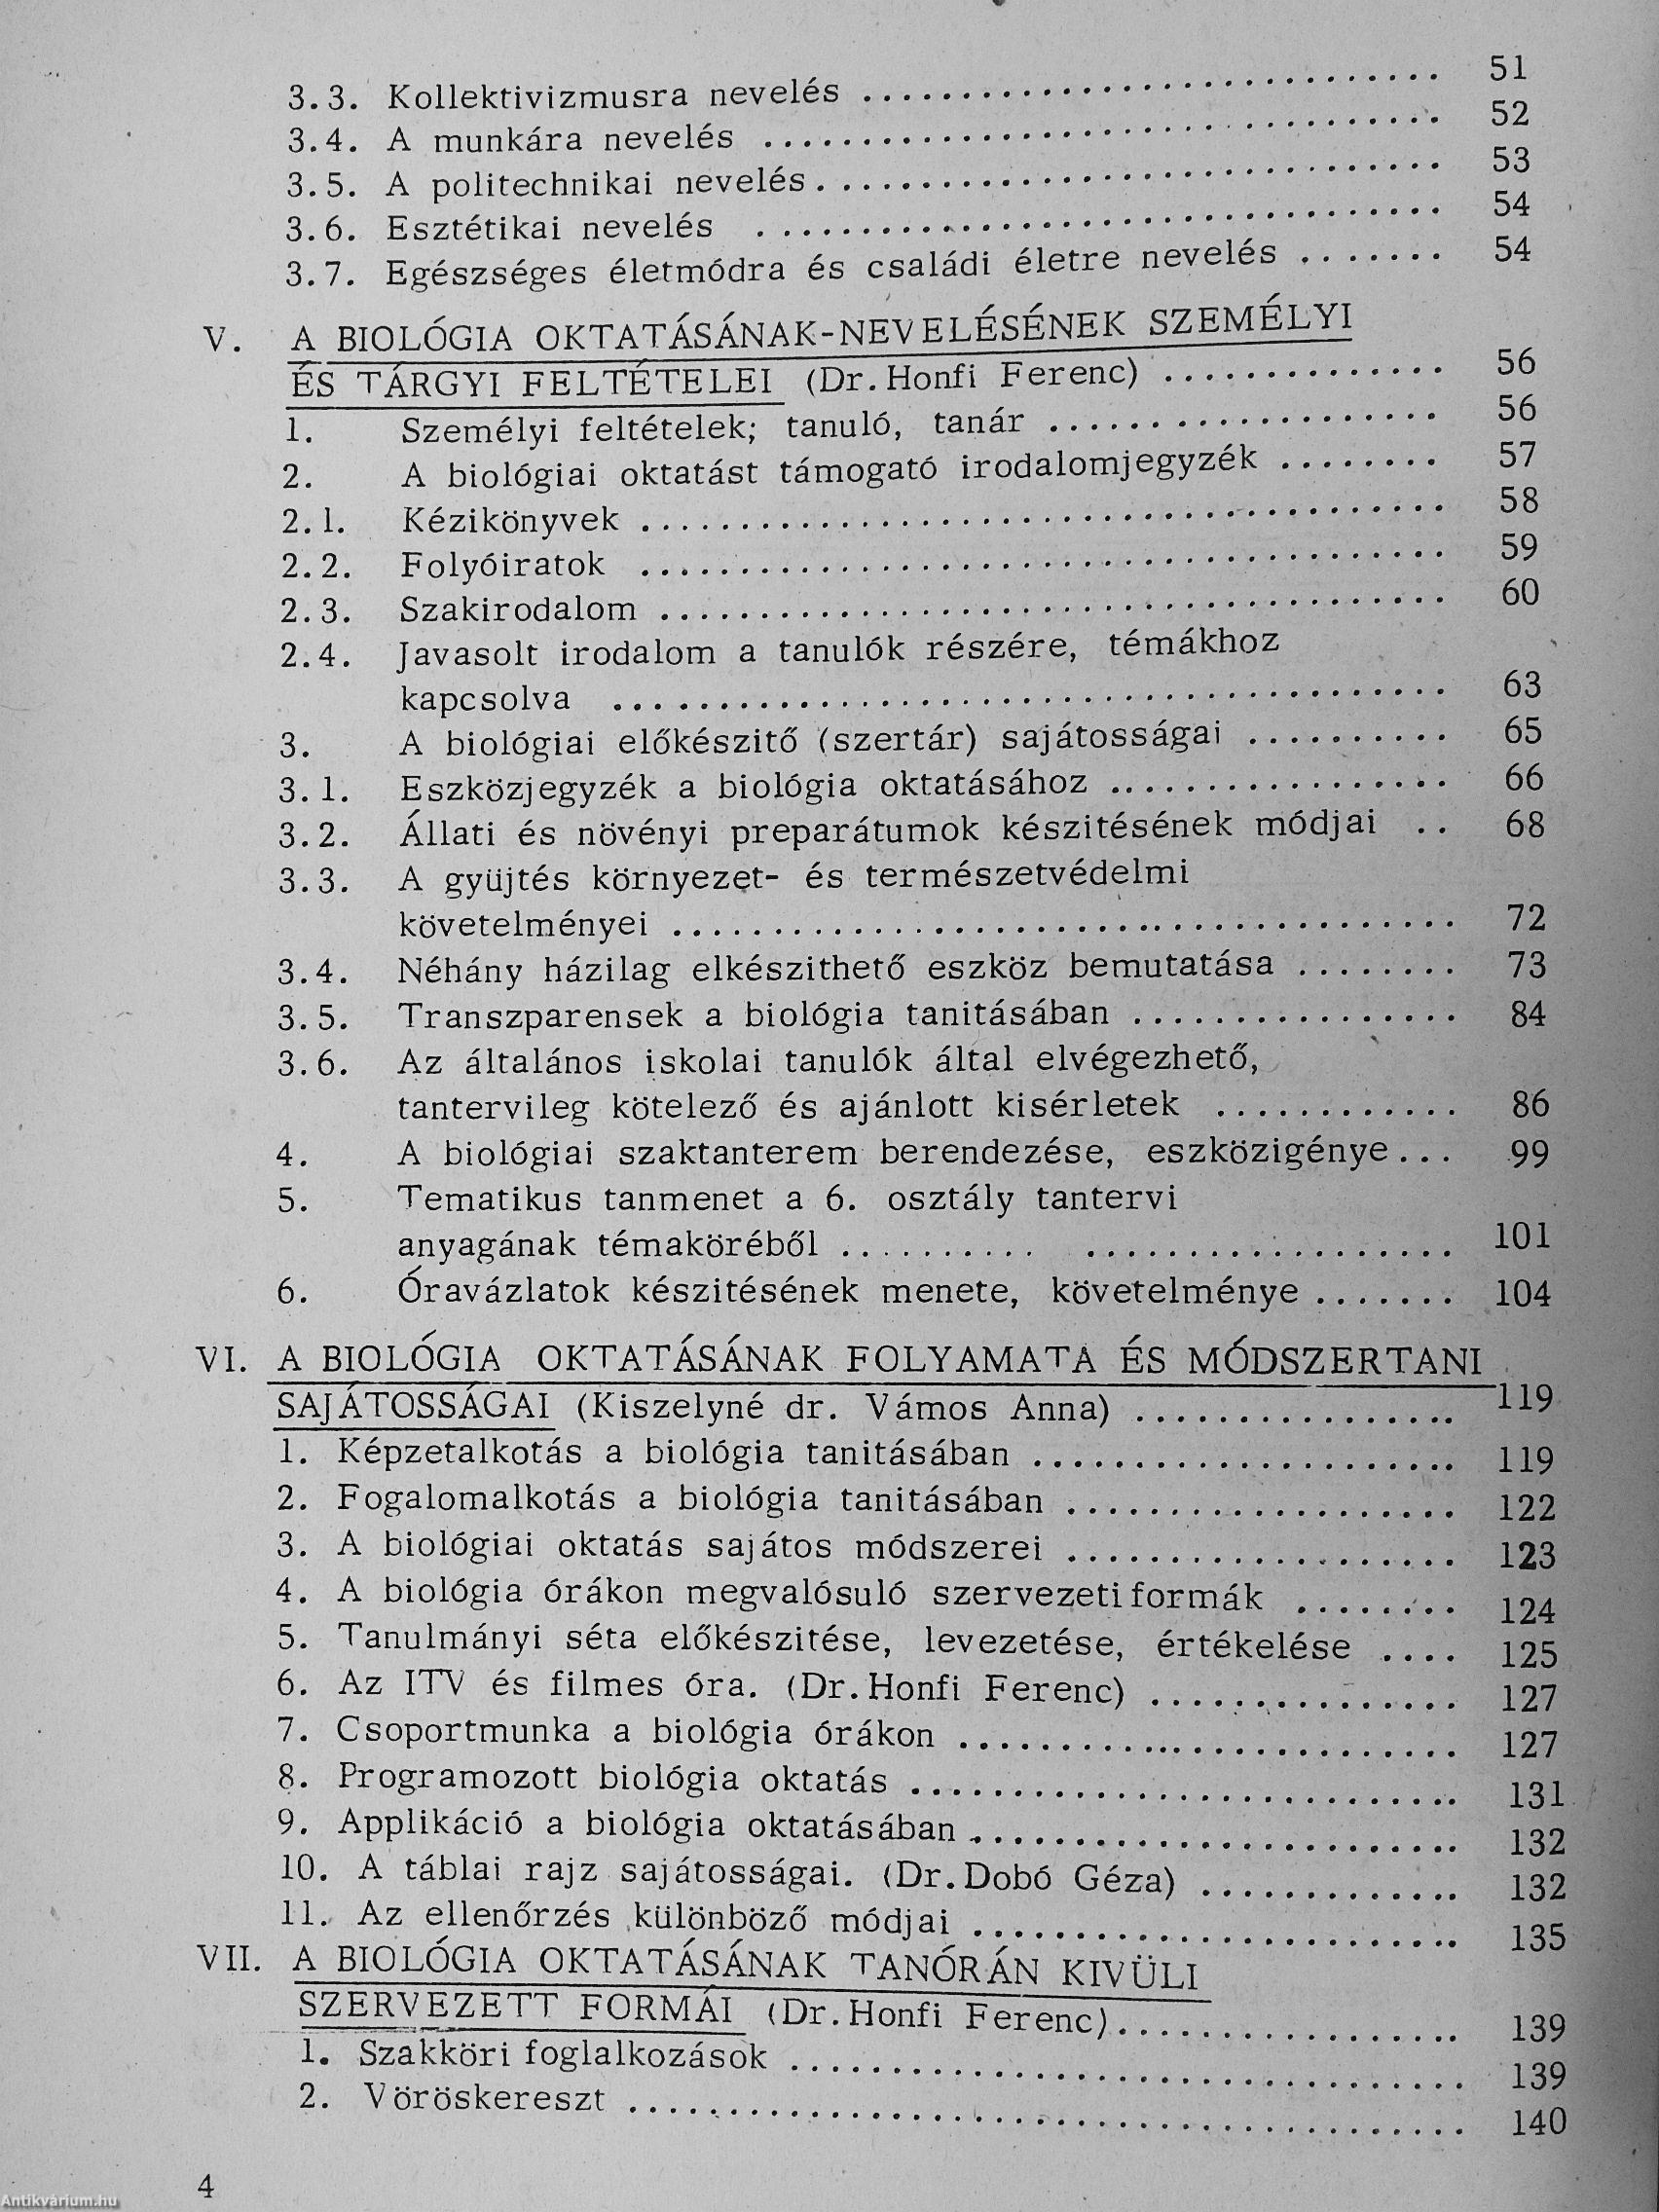 3.3. Kollektivizmusra nevelés .............................. 51
3.4. A munkára nevelés .............................. 52
3.5. A politechnikai nevelés .............................. 53
3.6. Esztétikai nevelés .............................. 54
3.7. Egészséges életmódra és családi életre nevelés ....... 54
V. A BIOLÓGIA OKTATÁSÁNAK-NEVELÉSÉNEK SZEMÉLYI
ÉS TÁRGYI FELTÉTELEI (Dr. Honfi Ferenc) .............. 56
1. Személyi feltételek; tanuló, tanár .................. 56
2. A biológiai oktatást támogató irodalomjegyzék ........ 57
2.1. Kézikönyvek .............................. 58
2.2. Folyóiratok .............................. 59
2.3. Szakirodalom .............................. 60
2.4. Javasolt irodalom a tanulók részére, témákhoz
kapcsolva .............................. 63
3. A biológiai előkészitő (szertár) sajátosságai .......... 65
3.1. Eszközjegyzék a biológia oktatásához ................ 66
3.2. Állati és növényi preparátumok készitésének módjai .. 68
3.3. A gyüjtés környezet- és természetvédelmi
követelményei .............................. 72
3.4. Néhány házilag elkészithető eszköz bemutatása ........ 73
3.5. Transzparensek a biológia tanitásában ................ 84
3.6. Az általános iskolai tanulók által elvégezhető,
tantervileg kötelező és ajánlott kisérletek ............ 86
4. A biológiai szaktanterem berendezése, eszközigénye... 99
5. Tematikus tanmenet a 6. osztály tantervi
anyagának témaköréből .............................. 101
6. Óravázlatok készitésének menete, követelménye ....... 104
VI. A BIOLÓGIA OKTATÁSÁNAK FOLYAMATA ÉS MÓDSZERTANI
SAJÁTOSSÁGAI (Kiszelyné dr. Vámos Anna) ................ 119
1. Képzetalkotás a biológia tanitásában ..................... 119
2. Fogalomalkotás a biológia tanitásában ................... 122
3. A biológiai oktatás sajátos módszerei ................... 123
4. A biológia órákon megvalósuló szervezeti formák ........ 124
5. Tanulmányi séta előkészitése, levezetése, értékelése .... 125
6. Az ITV és filmes óra. (Dr. Honfi Ferenc) ............... 127
7. Csoportmunka a biológia órákon ......................... 127
8. Programozott biológia oktatás ........................... 131
9. Applikáció a biológia oktatásában ........................ 132
10. A táblai rajz sajátosságai. (Dr. Dobó Géza) ............. 132
11. Az ellenőrzés különböző módjai ........................ 135
VII. A BIOLÓGIA OKTATÁSÁNAK TANÓRÁN KIVÜLI
SZERVEZETT FORMÁI (Dr. Honfi Ferenc) ................. 139
1. Szakköri foglalkozások .............................. 139
2. Vöröskereszt .............................. 140
4
Antikvárium.hu